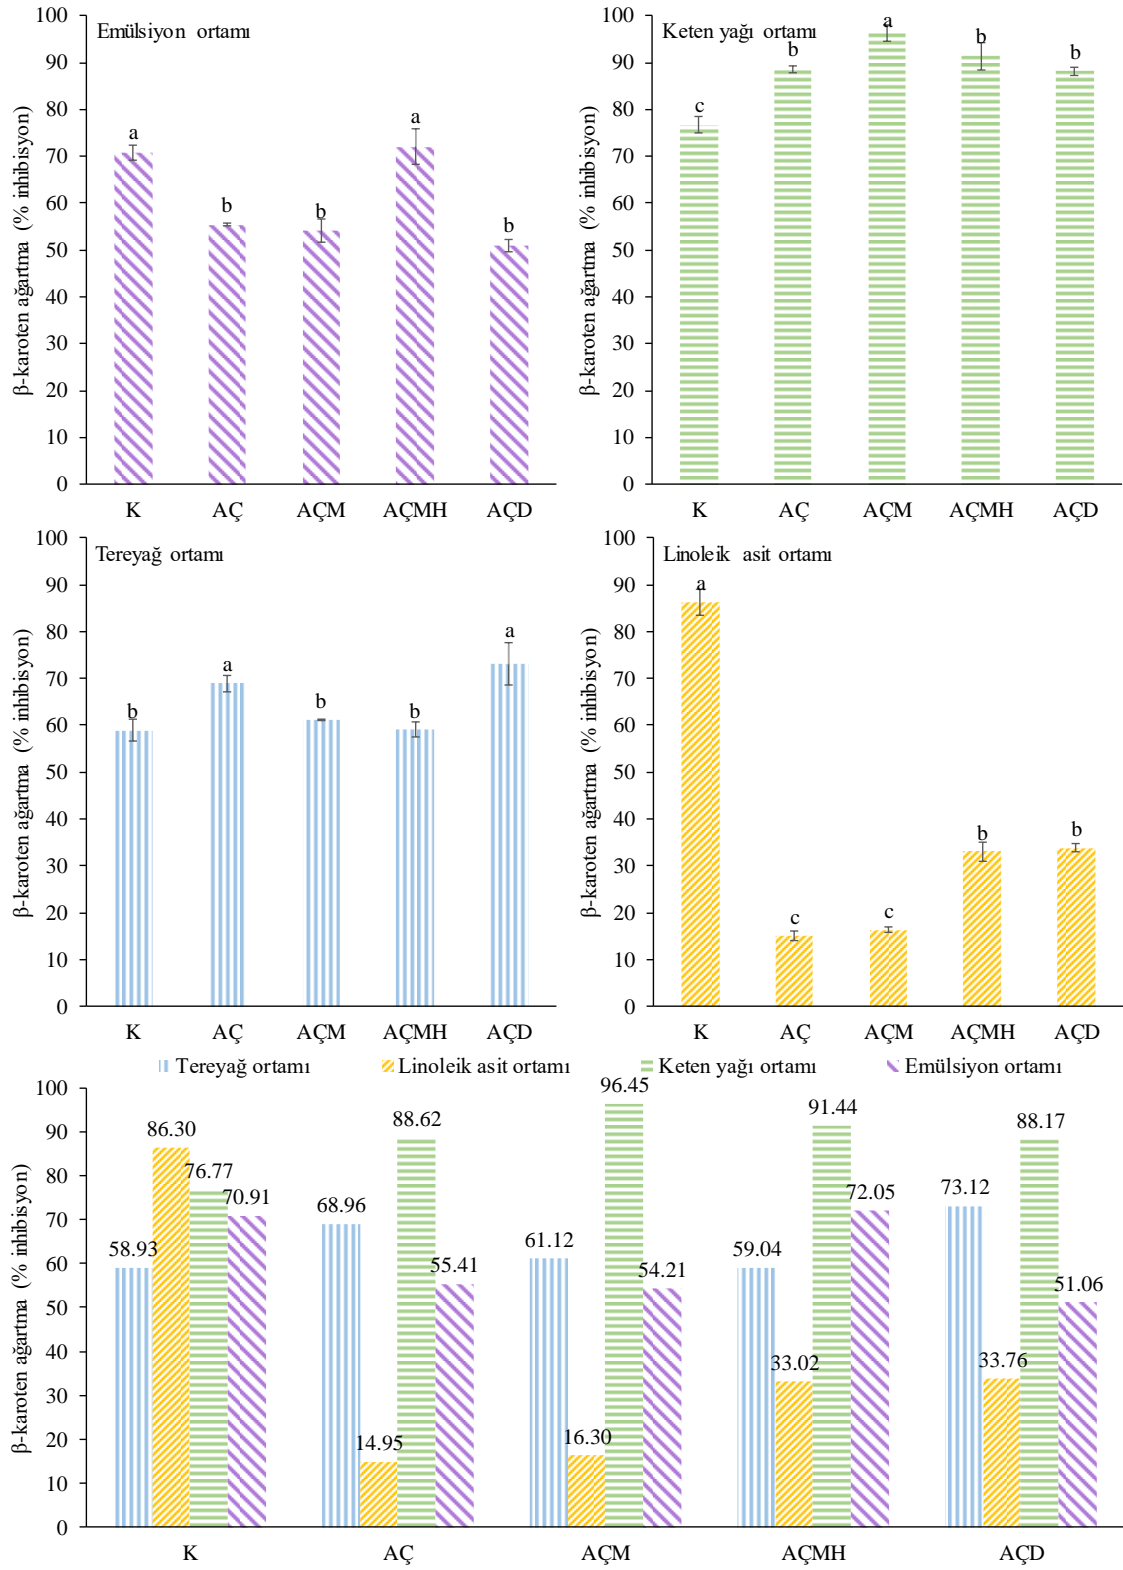 Emülsiyon ortamı
β-karoten ağartma (% inhibisyon)
100
90
80
70
60
50
40
30
20
10
0
a
b
b
a
b
K AÇ AÇM AÇMH AÇD
Keten yağı ortamı
β-karoten ağartma (% inhibisyon)
100
90
80
70
60
50
40
30
20
10
0
c
b
a
b
b
K AÇ AÇM AÇMH AÇD
Tereyağ ortamı
β-karoten ağartma (% inhibisyon)
100
90
80
70
60
50
40
30
20
10
0
b
a
b
b
a
K AÇ AÇM AÇMH AÇD
Linoleik asit ortamı
β-karoten ağartma (% inhibisyon)
100
90
80
70
60
50
40
30
20
10
0
a
c
c
b
b
K AÇ AÇM AÇMH AÇD
Tereyağ ortamı Linoleik asit ortamı Keten yağı ortamı Emülsiyon ortamı
β-karoten ağartma (% inhibisyon)
100
90
80
70
60
50
40
30
20
10
0
58.93 86.30 76.77 70.91
68.96 14.95 88.62 55.41
61.12 16.30 96.45 54.21
59.04 33.02 91.44 72.05
73.12 33.76 88.17 51.06
K AÇ AÇM AÇMH AÇD